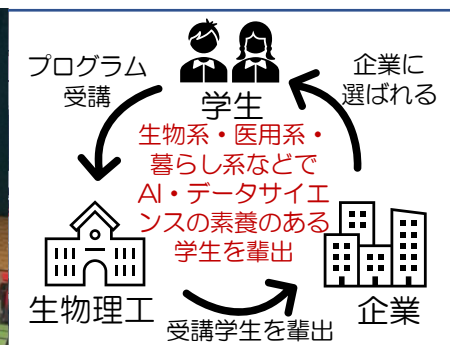 プログラム
受講
企業に
選ばれる
学生
生物系・医用系・
暮らし系などで
AI・データサイエ
ンスの素養のある
学生を輩出
生物理工
企業
受講学生を輩出